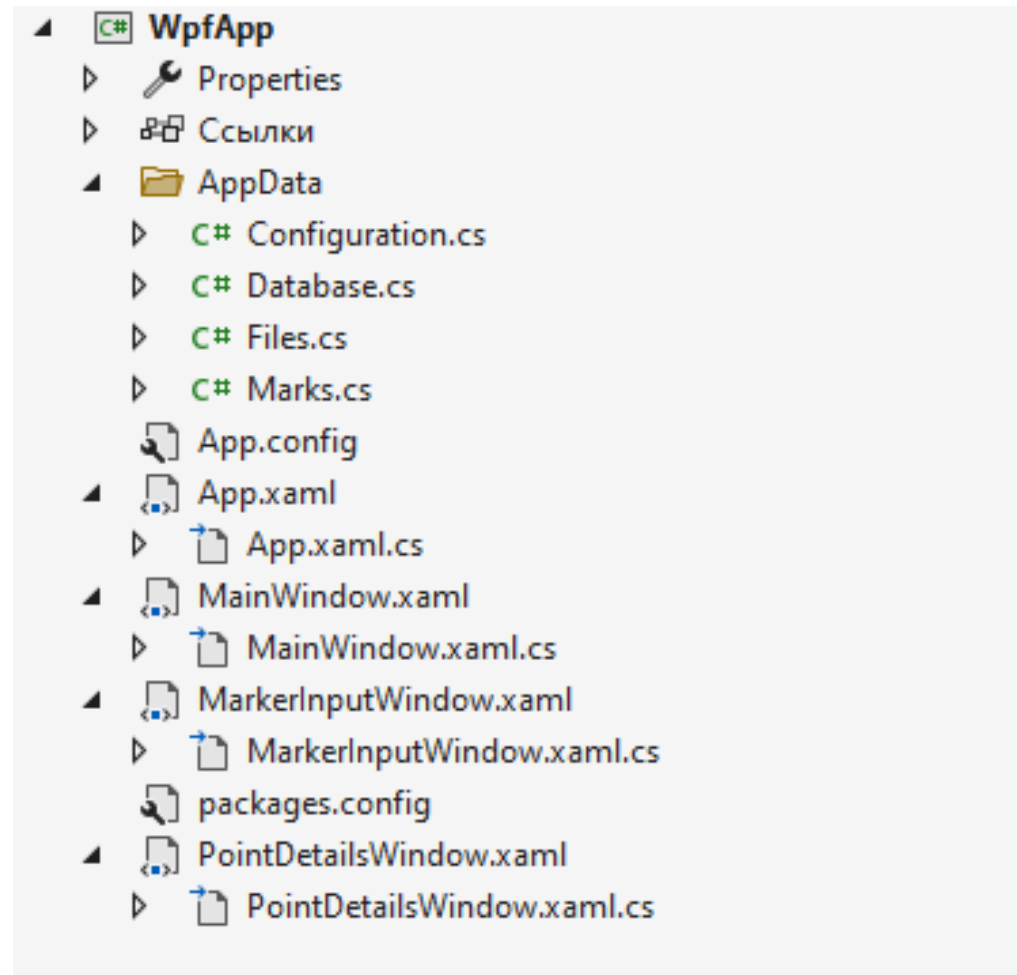 C# WpfApp
Properties
Ссылки
AppData
C# Configuration.cs
C# Database.cs
C# Files.cs
C# Marks.cs
App.config
App.xaml
App.xaml.cs
MainWindow.xaml
MainWindow.xaml.cs
MarkerInputWindow.xaml
MarkerInputWindow.xaml.cs
packages.config
PointDetailsWindow.xaml
PointDetailsWindow.xaml.cs